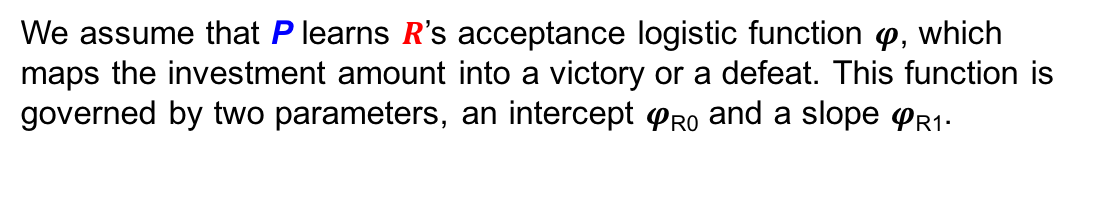 We assume that P learns R's acceptance logistic function φ, which
maps the investment amount into a victory or a defeat. This function is
governed by two parameters, an intercept φR0 and a slope φR1.